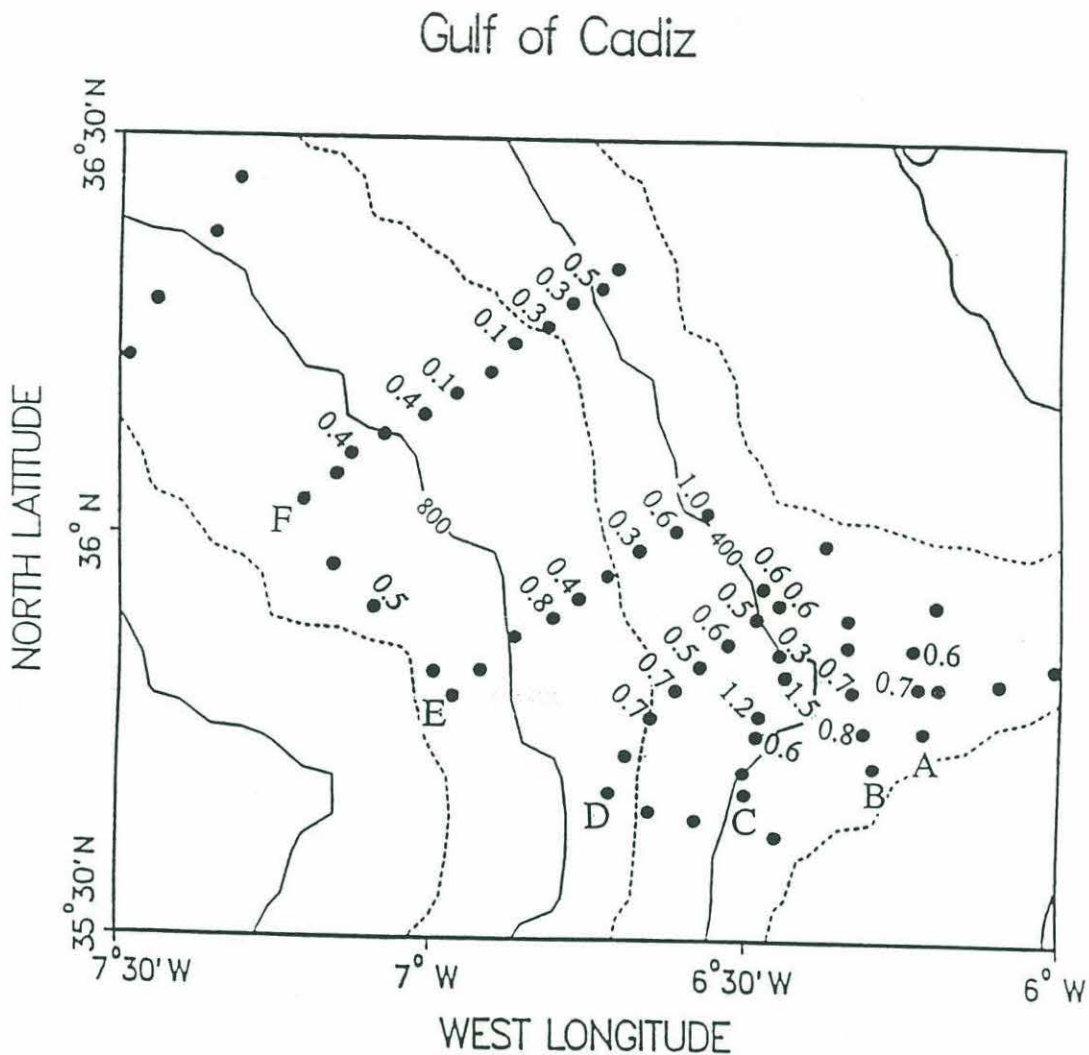 Gulf of Cadiz
36°30'N
36° N
35°30'N
NORTH LATITUDE
7°30'W
7° W
6°30'W
6° W
WEST LONGITUDE
0.5
0.3
0.3
0.1
0.1
0.4
0.4
F
800
1.0
0.6
0.3
400
0.4
0.8
0.5
E
0.6
0.6
0.5
0.6
0.5
0.7
0.7
D
0.3
1.5
1.2
0.6
C
0.7
0.8
B
0.6
0.7
A